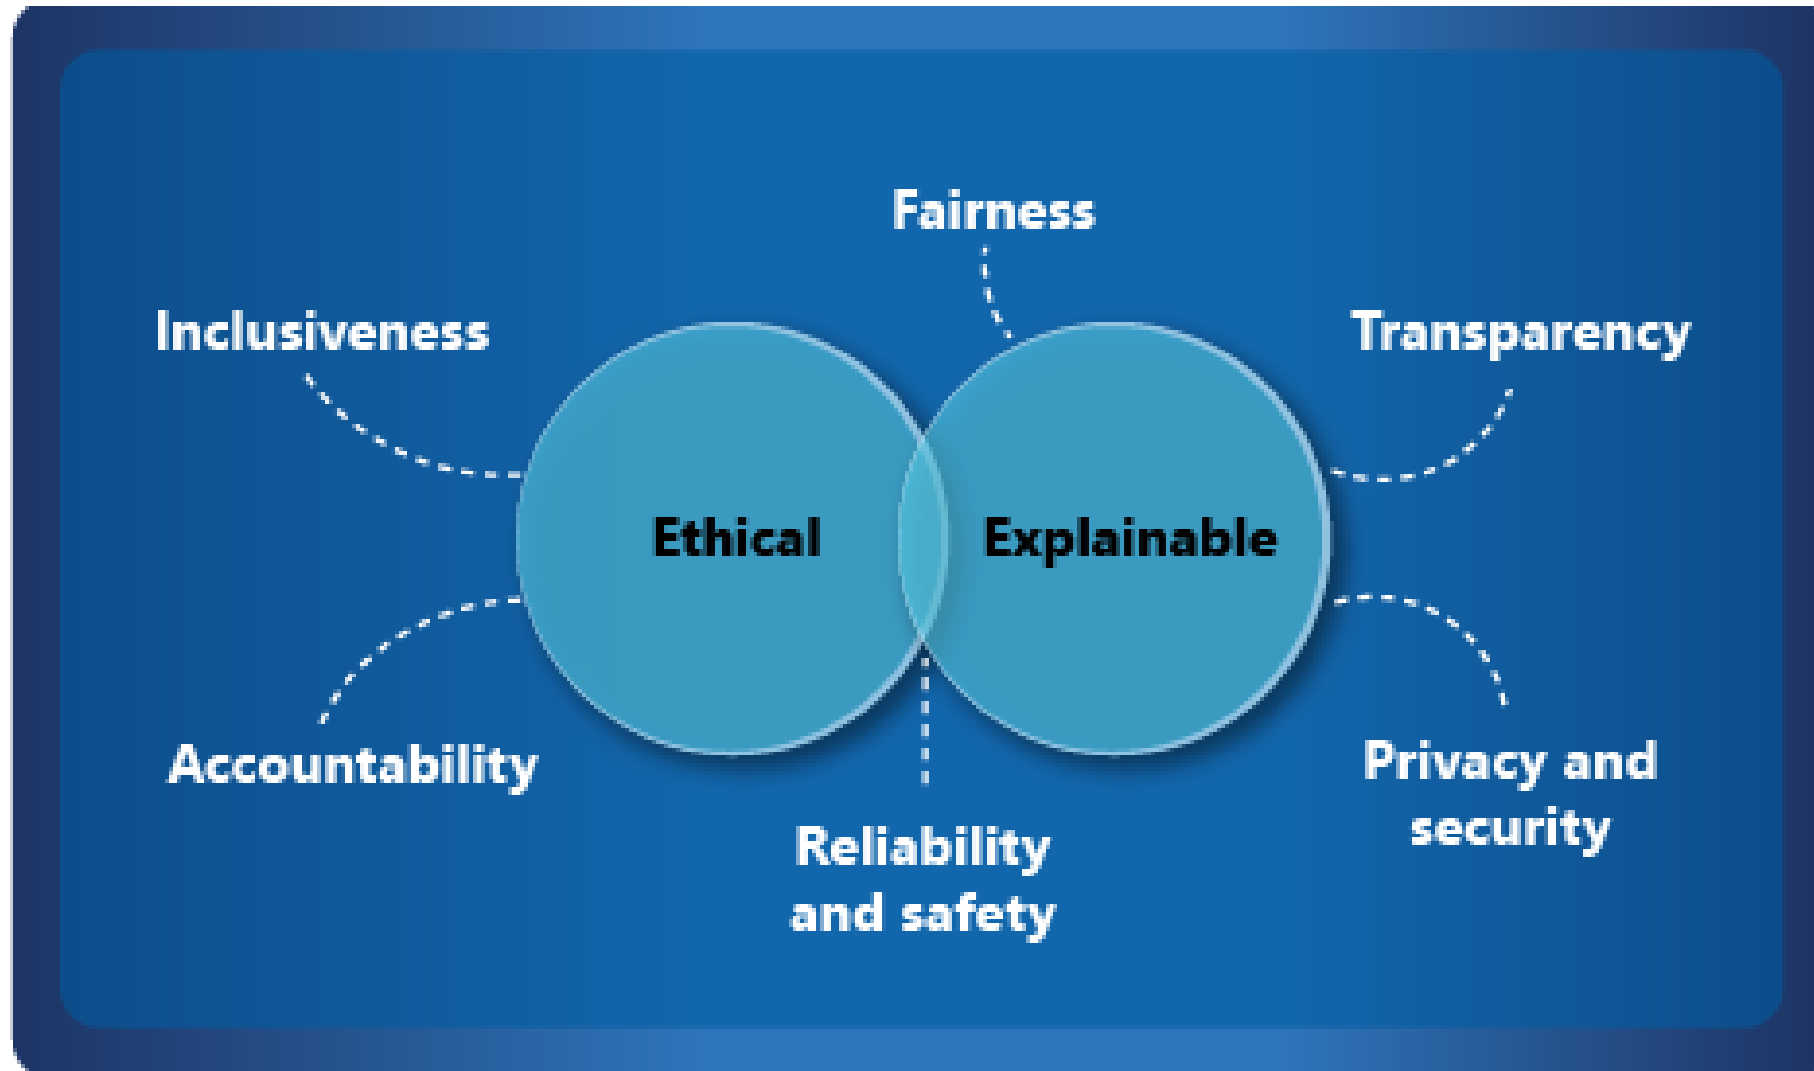 Fairness
Inclusiveness
Transparency
Ethical
Explainable
Accountability
Privacy and
security
Reliability
and safety